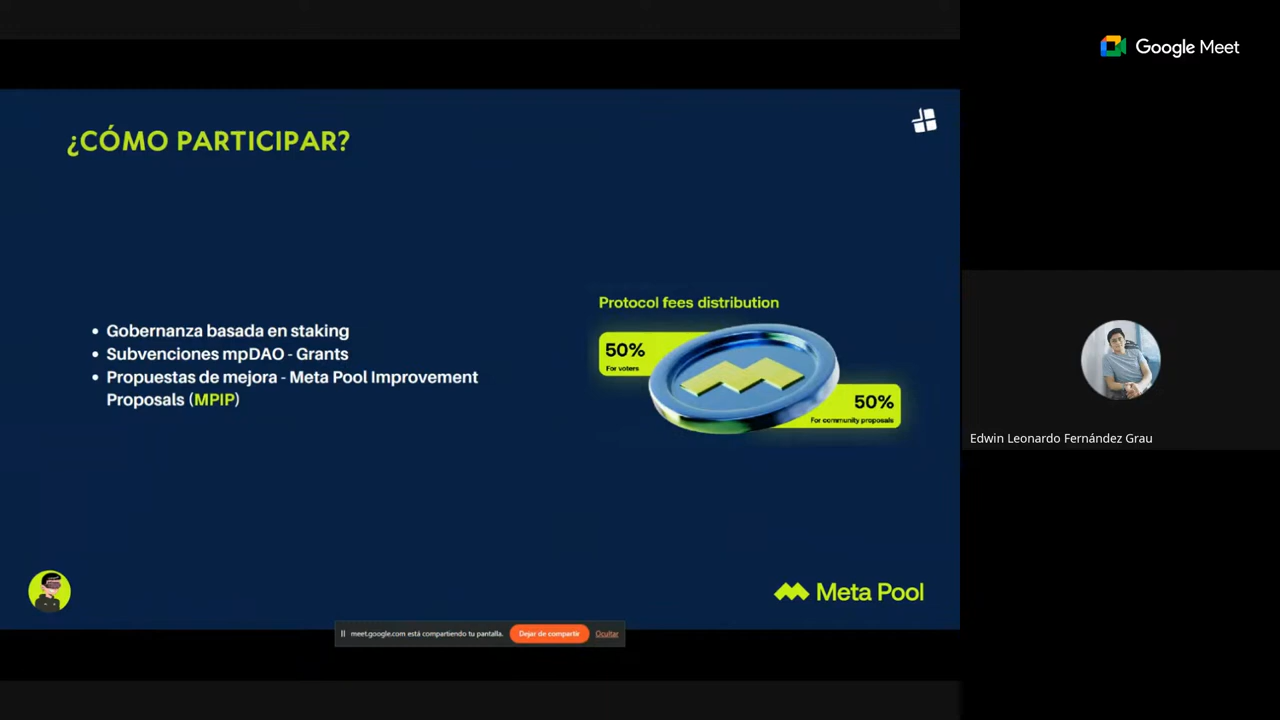 Google Meet
¿CÓMO PARTICIPAR?
Gobernanza basada en staking
Subvenciones mpDAO - Grants
Propuestas de mejora - Meta Pool Improvement
Proposals (MPIP)
Protocol fees distribution
50%
For voters
50%
For community proposals
Meta Pool
meet.google.com está compartiendo tu pantalla.
Dejar de compartir
Ocultar
Edwin Leonardo Fernández Grau